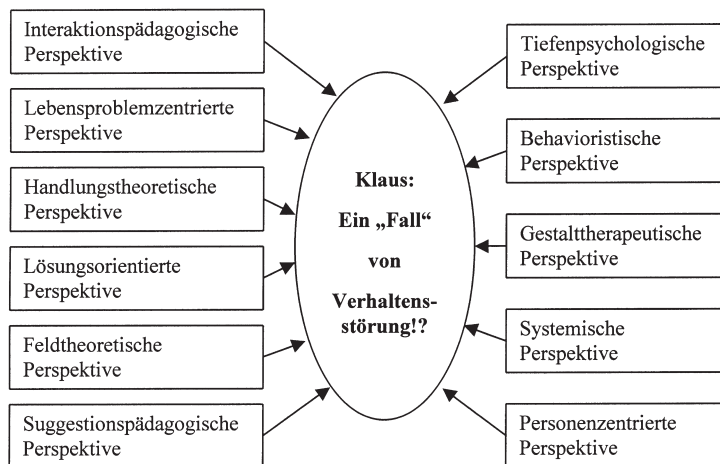 Interaktionspädagogische
Perspektive
Lebensproblemzentrierte
Perspektive
Handlungstheoretische
Perspektive
Lösungsorientierte
Perspektive
Feldtheoretische
Perspektive
Suggestionspädagogische
Perspektive
Klaus:
Ein „Fall“
von
Verhaltens-
störung!?
Tiefenpsychologische
Perspektive
Behavioristische
Perspektive
Gestalttherapeutische
Perspektive
Systemische
Perspektive
Personenzentrierte
Perspektive